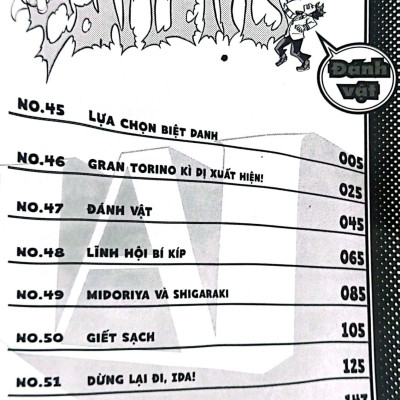 CONTENTS
Đánh
vật
NO.45 LỰA CHỌN BIỆT DANH 005
NO.46 GRAN TORINO KÌ DỊ XUẤT HIỆN! 025
NO.47 ĐÁNH VẬT 045
NO.48 LĨNH HỘI BÍ KÍP 065
NO.49 MIDORIYA VÀ SHIGARAKI 085
NO.50 GIẾT SẠCH 105
NO.51 DỪNG LẠI ĐI, IDA! 125